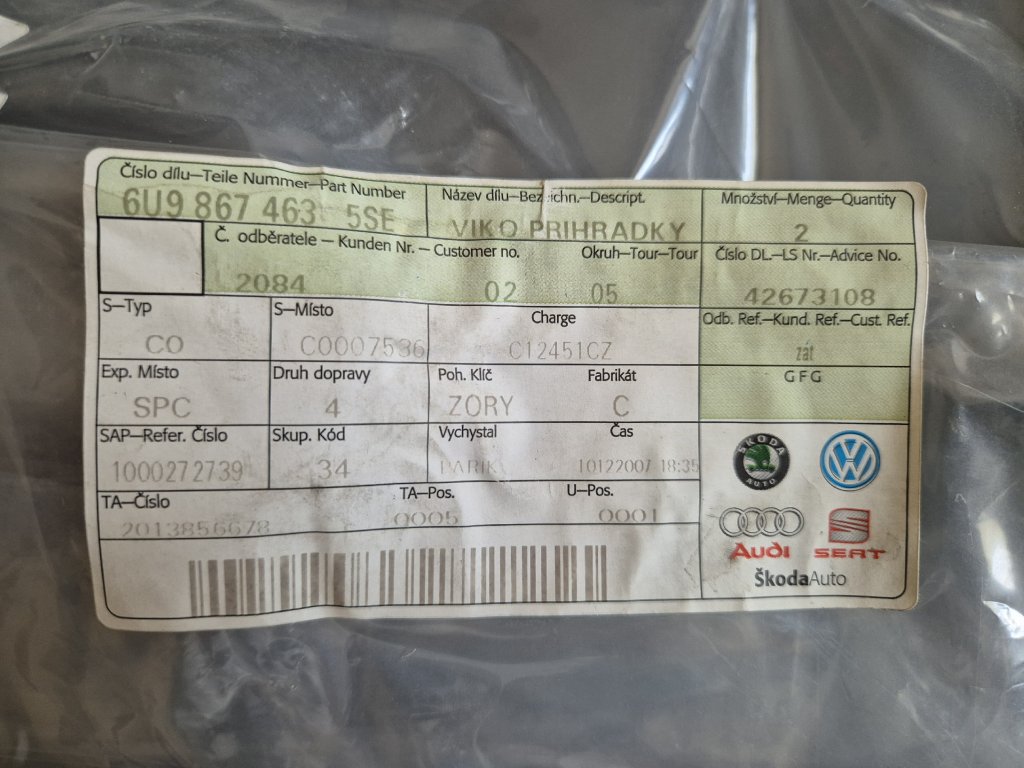 Číslo dílu–Teile Nummer–Part Number
6U9 867 463 5SE
Název dílu–Bezeichn.–Descript.
VIKO PRIHRADKY
Množství–Menge–Quantity
2
Č. odběratele – Kunden Nr. – Customer no.
2084
Okruh–Tour–Tour
02 05
Číslo DL.–LS Nr.–Advice No.
42673108
S–Typ
CO
S–Místo
C0007536
Charge
C12451CZ
Odb. Ref.–Kund. Ref.–Cust. Ref.
zát
Exp. Místo
SPC
Druh dopravy
4
Poh. Klíč
ZORY
Fabrikát
C
GFG
SAP–Refer. Číslo
1000272739
Skup. Kód
34
Vychystal
Čas
10122007 18:35
TA–Číslo
2013856678
TA–Pos.
0005
U–Pos.
0001
ŠKODA
AUTO
VW
Audi
SEAT
ŠkodaAuto